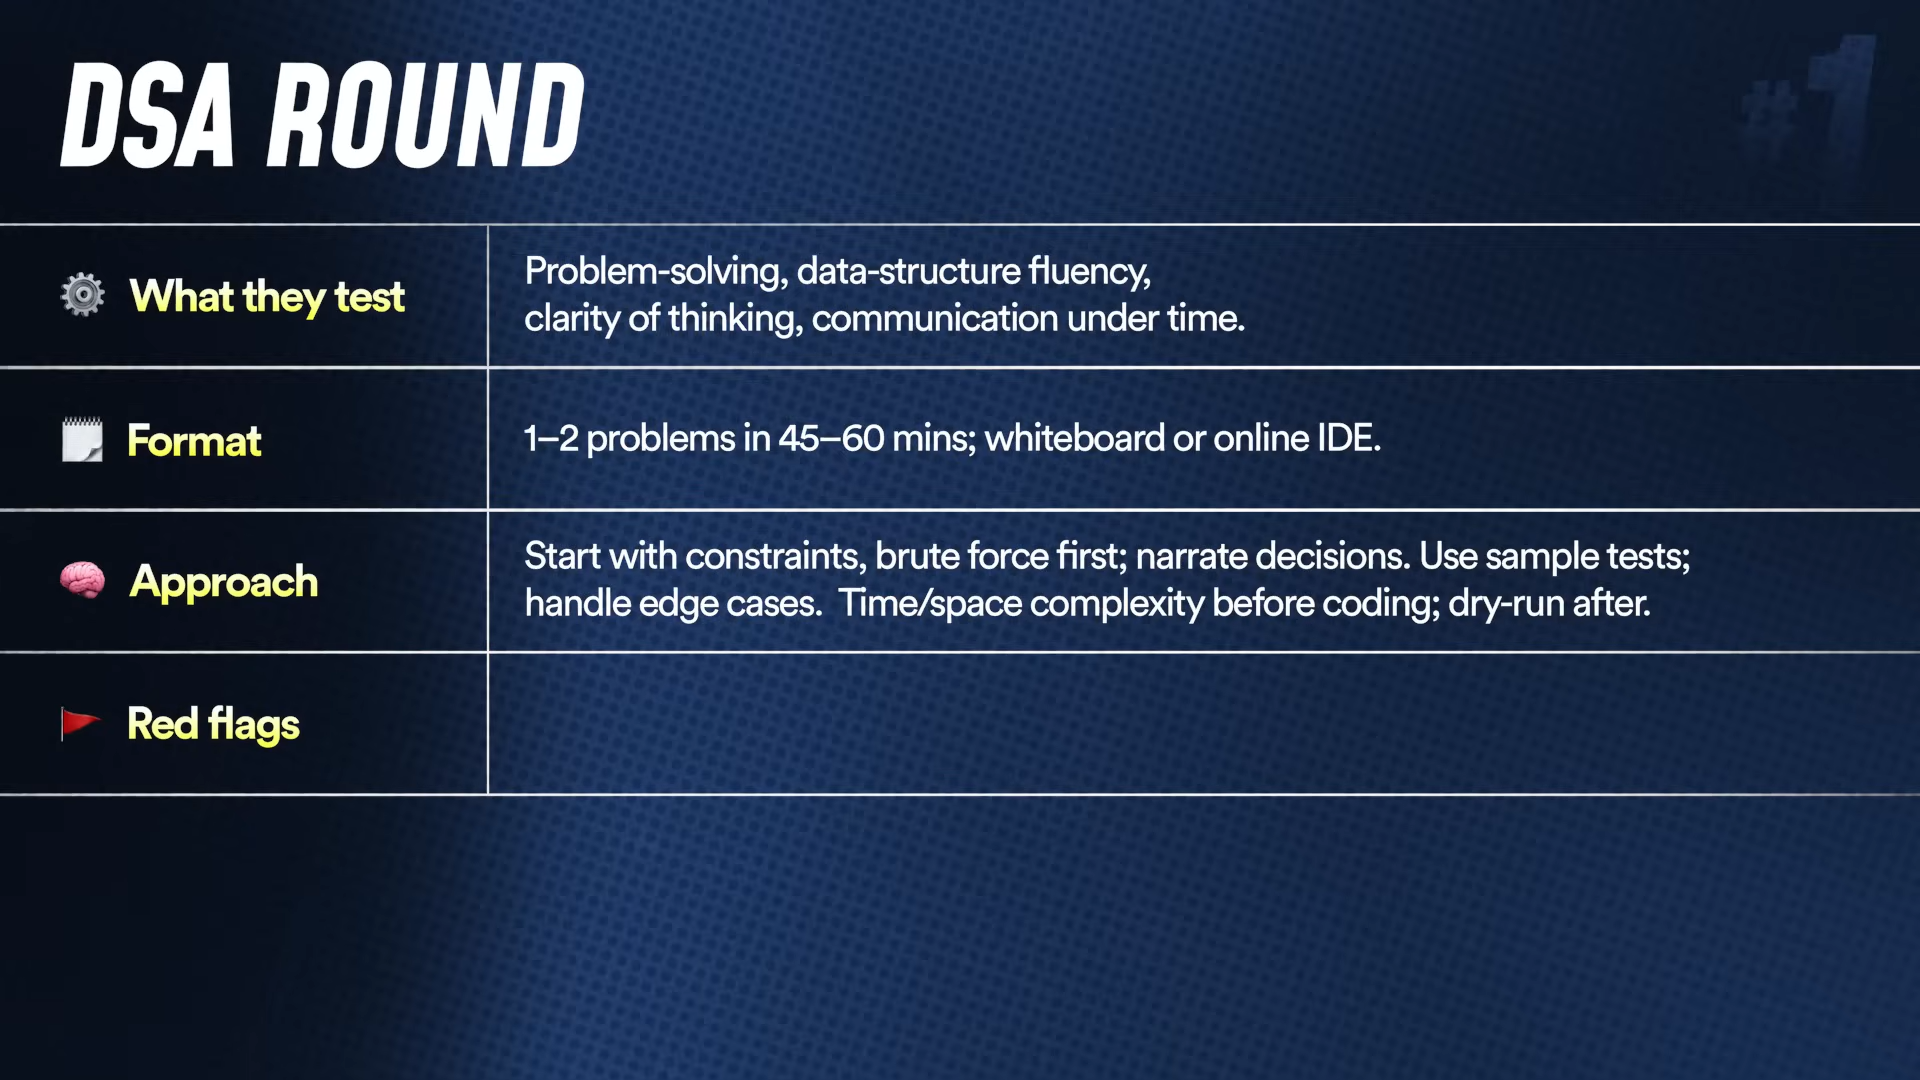 DSA ROUND
#1
What they test
Problem-solving, data-structure fluency,
clarity of thinking, communication under time.
Format
1–2 problems in 45–60 mins; whiteboard or online IDE.
Approach
Start with constraints, brute force first; narrate decisions. Use sample tests;
handle edge cases.  Time/space complexity before coding; dry-run after.
Red flags